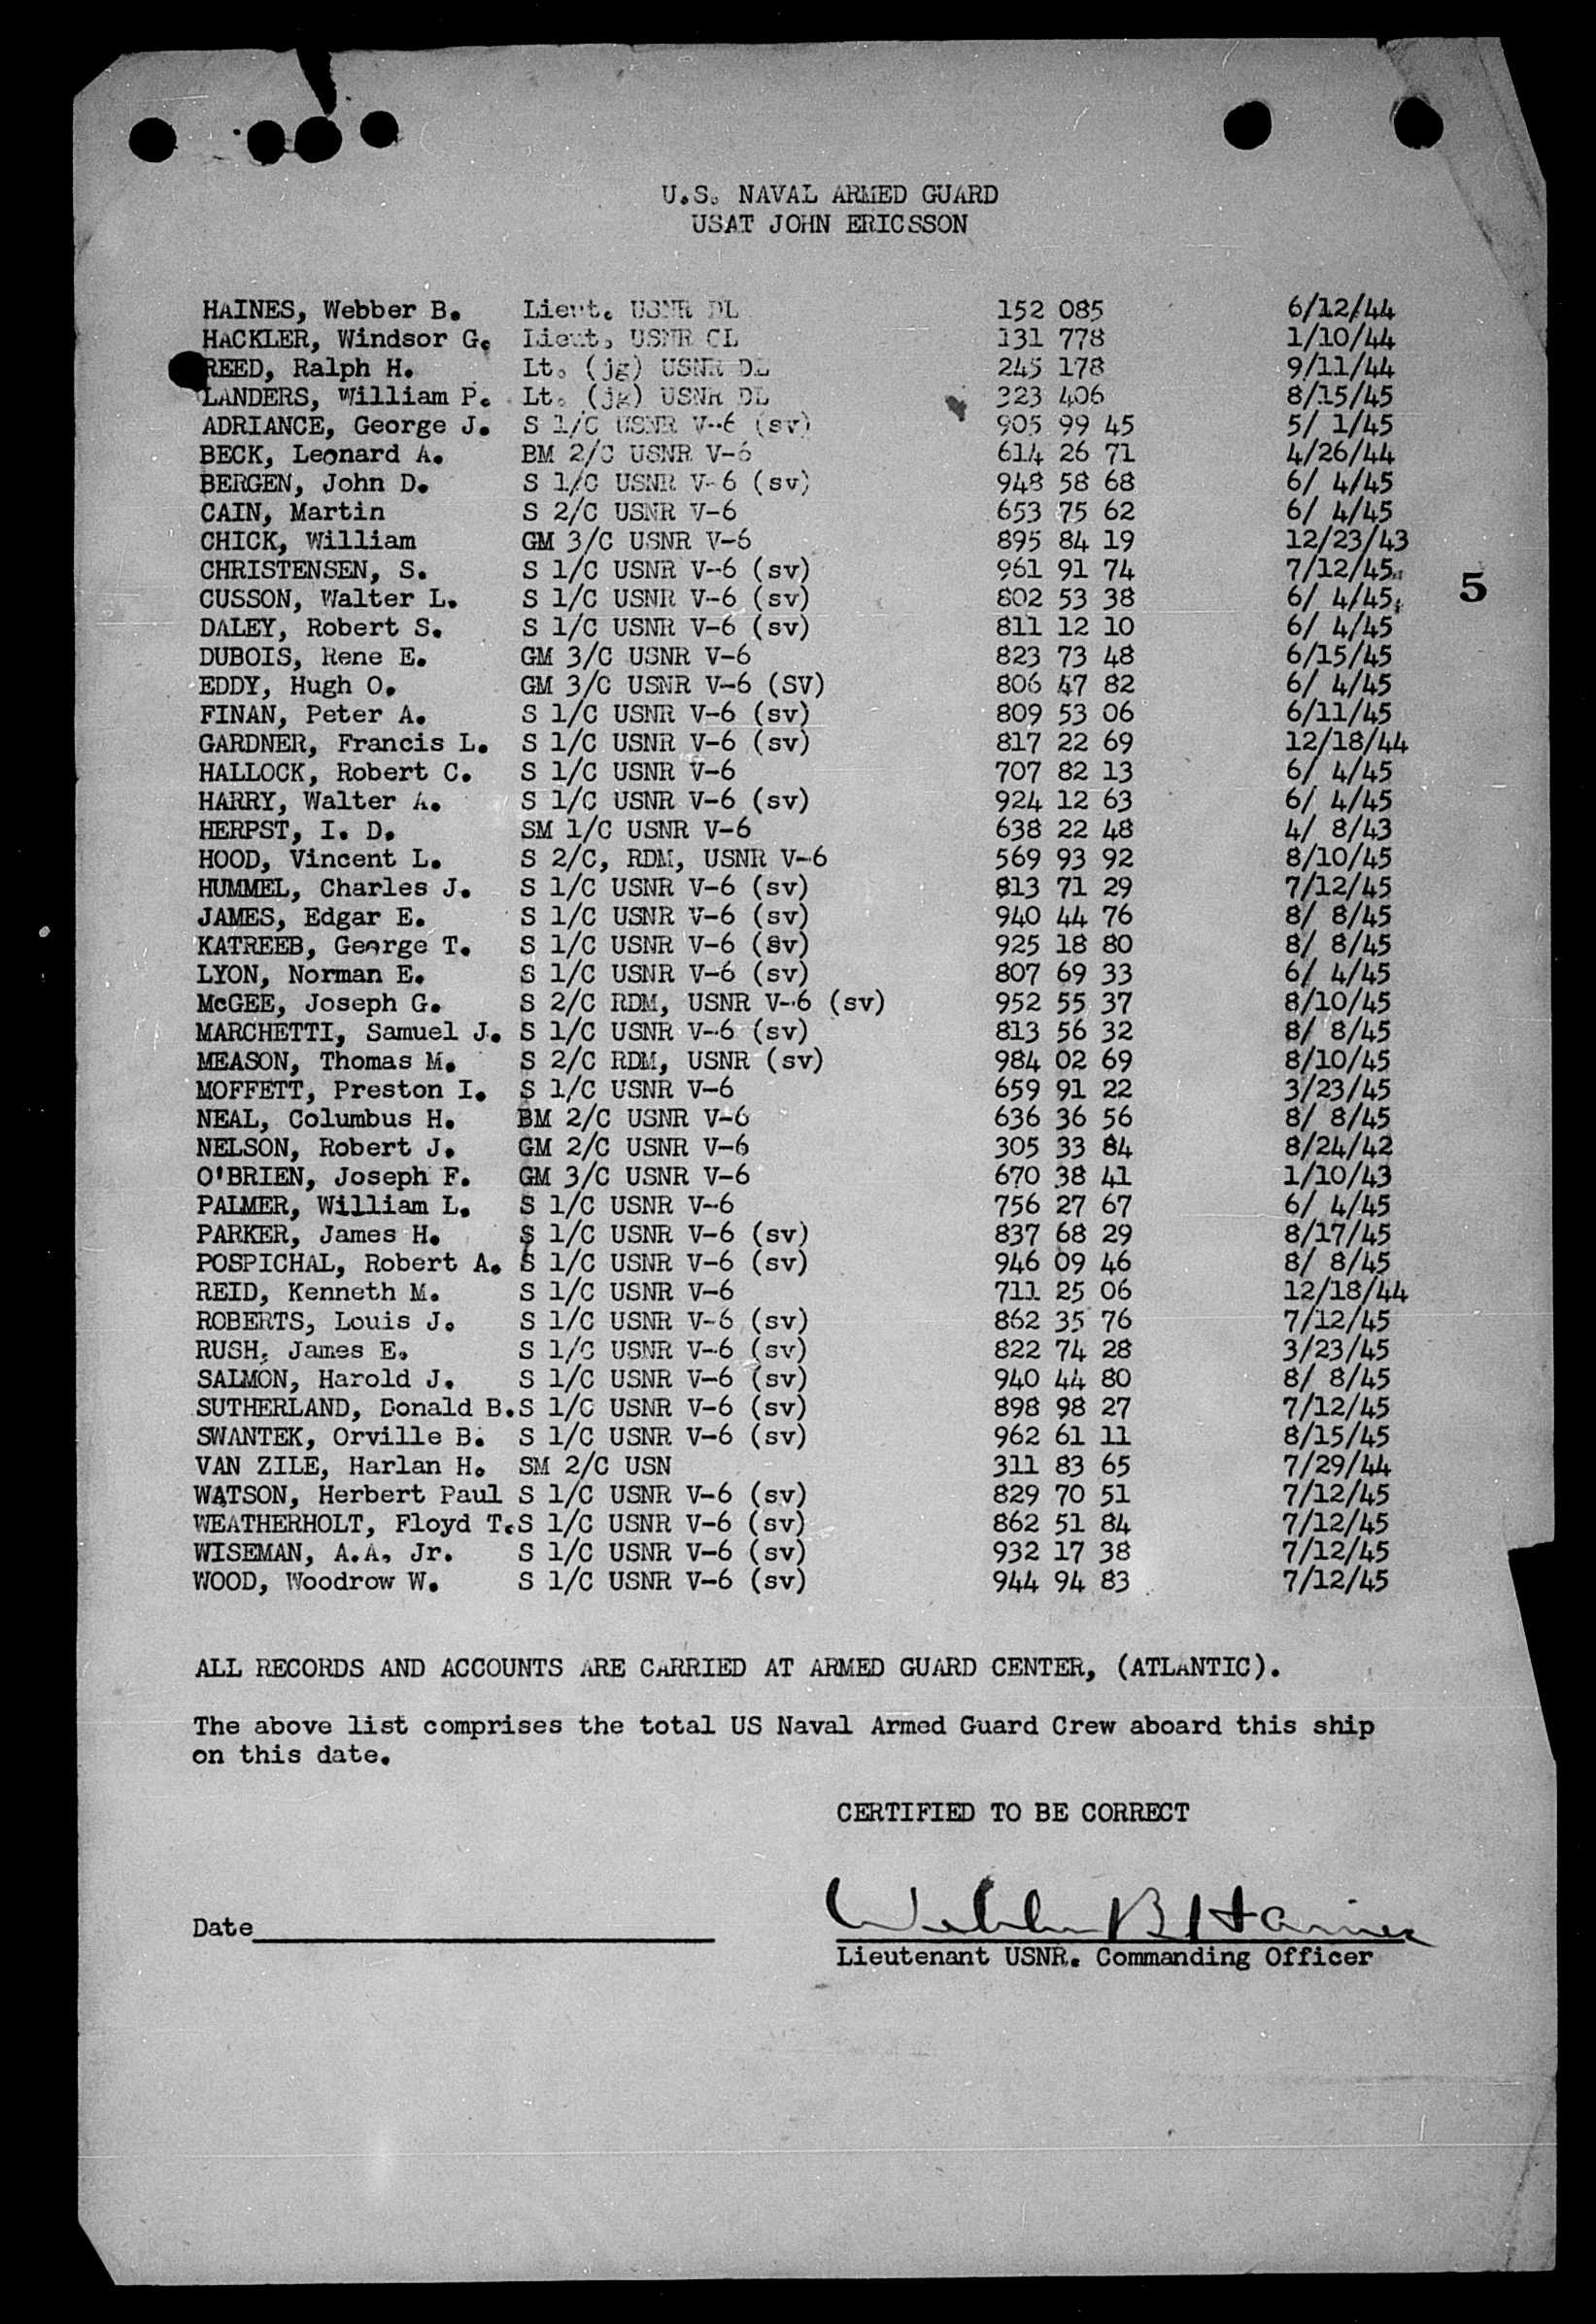 U.S. NAVAL ARMED GUARD
USAT JOHN ERICSSON
HAINES, Webber B. Lieut. USNR DL 152 085 6/12/44
HACKLER, Windsor G. Lieut. USNR CL 131 778 1/10/44
REED, Ralph H. Lt. (jg) USNR DL 245 178 9/11/44
LANDERS, William P. Lt. (jg) USNR DL 323 406 8/15/45
ADRIANCE, George J. S 1/C USNR V-6 (sv) 905 99 45 5/ 1/45
BECK, Leonard A. BM 2/C USNR V-6 614 26 71 4/26/44
BERGEN, John D. S 1/C USNR V-6 (sv) 948 58 68 6/ 4/45
CAIN, Martin S 2/C USNR V-6 653 75 62 6/ 4/45
CHICK, William GM 3/C USNR V-6 895 84 19 12/23/43
CHRISTENSEN, S. S 1/C USNR V-6 (sv) 961 91 74 7/12/45
5
CUSSON, Walter L. S 1/C USNR V-6 (sv) 802 53 38 6/ 4/45
DALEY, Robert S. S 1/C USNR V-6 (sv) 811 12 10 6/ 4/45
DUBOIS, Rene E. GM 3/C USNR V-6 823 73 48 6/15/45
EDDY, Hugh O. GM 3/C USNR V-6 (SV) 806 47 82 6/ 4/45
FINAN, Peter A. S 1/C USNR V-6 (sv) 809 53 06 6/11/45
GARDNER, Francis L. S 1/C USNR V-6 (sv) 817 22 69 12/18/44
HALLOCK, Robert C. S 1/C USNR V-6 707 82 13 6/ 4/45
HARRY, Walter A. S 1/C USNR V-6 (sv) 924 12 63 6/ 4/45
HERPST, I. D. SM 1/C USNR V-6 638 22 48 4/ 8/43
HOOD, Vincent L. S 2/C, RDM, USNR V-6 569 93 92 8/10/45
HUMMEL, Charles J. S 1/C USNR V-6 (sv) 813 71 29 7/12/45
JAMES, Edgar E. S 1/C USNR V-6 (sv) 940 44 76 8/ 8/45
KATREEB, George T. S 1/C USNR V-6 (sv) 925 18 80 8/ 8/45
LYON, Norman E. S 1/C USNR V-6 (sv) 807 69 33 6/ 4/45
McGEE, Joseph G. S 2/C RDM, USNR V-6 (sv) 952 55 37 8/10/45
MARCHETTI, Samuel J. S 1/C USNR V-6 (sv) 813 56 32 8/ 8/45
MEASON, Thomas M. S 2/C RDM, USNR (sv) 984 02 69 8/10/45
MOFFETT, Preston I. S 1/C USNR V-6 659 91 22 3/23/45
NEAL, Columbus H. BM 2/C USNR V-6 636 36 56 8/ 8/45
NELSON, Robert J. GM 2/C USNR V-6 305 33 84 8/24/42
O'BRIEN, Joseph F. GM 3/C USNR V-6 670 38 41 1/10/43
PALMER, William L. S 1/C USNR V-6 756 27 67 6/ 4/45
PARKER, James H. S 1/C USNR V-6 (sv) 837 68 29 8/17/45
POSPICHAL, Robert A. S 1/C USNR V-6 (sv) 946 09 46 8/ 8/45
REID, Kenneth M. S 1/C USNR V-6 711 25 06 12/18/44
ROBERTS, Louis J. S 1/C USNR V-6 (sv) 862 35 76 7/12/45
RUSH, James E. S 1/C USNR V-6 (sv) 822 74 28 3/23/45
SALMON, Harold J. S 1/C USNR V-6 (sv) 940 44 80 8/ 8/45
SUTHERLAND, Donald B. S 1/C USNR V-6 (sv) 898 98 27 7/12/45
SWANTEK, Orville B. S 1/C USNR V-6 (sv) 962 61 11 8/15/45
VAN ZILE, Harlan H. SM 2/C USN 311 83 65 7/29/44
WATSON, Herbert Paul S 1/C USNR V-6 (sv) 829 70 51 7/12/45
WEATHERHOLT, Floyd T. S 1/C USNR V-6 (sv) 862 51 84 7/12/45
WISEMAN, A.A. Jr. S 1/C USNR V-6 (sv) 932 17 38 7/12/45
WOOD, Woodrow W. S 1/C USNR V-6 (sv) 944 94 83 7/12/45
ALL RECORDS AND ACCOUNTS ARE CARRIED AT ARMED GUARD CENTER, (ATLANTIC).
The above list comprises the total US Naval Armed Guard Crew aboard this ship
on this date.
CERTIFIED TO BE CORRECT
Webber B Haines
Date
Lieutenant USNR. Commanding Officer